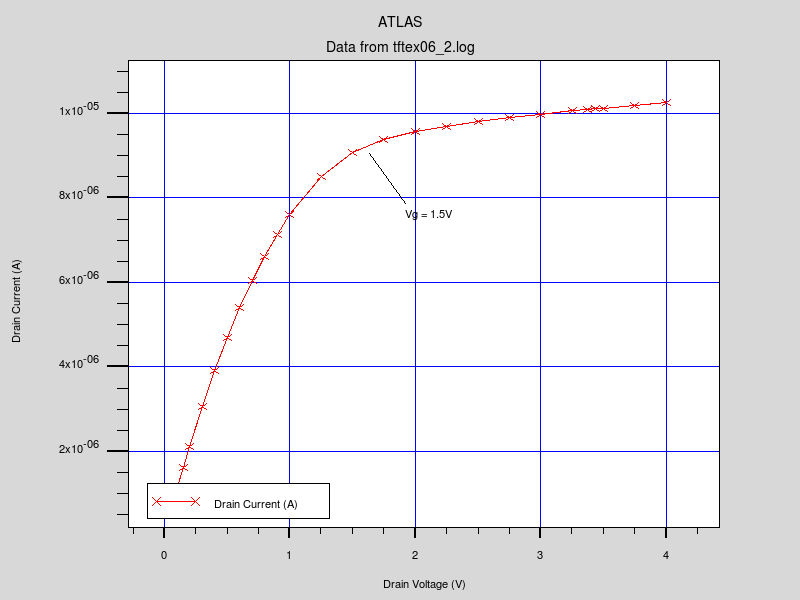 ATLAS
Data from tftex06_2.log
Drain Current (A)
1x10-05
8x10-06
6x10-06
4x10-06
2x10-06
Vg = 1.5V
Drain Current (A)
0 1 2 3 4
Drain Voltage (V)